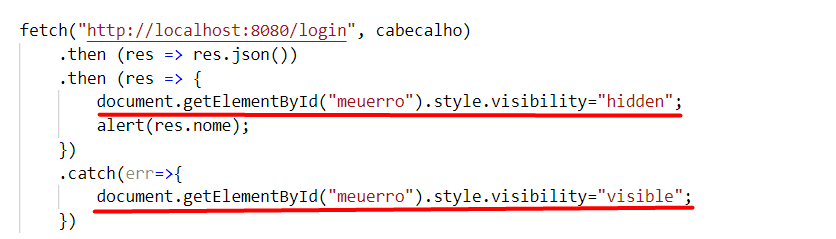 fetch("http://localhost:8080/login", cabecalho)
.then (res => res.json())
.then (res => {
document.getElementById("meuerro").style.visibility="hidden";
alert(res.nome);
})
.catch(err=>{
document.getElementById("meuerro").style.visibility="visible";
})